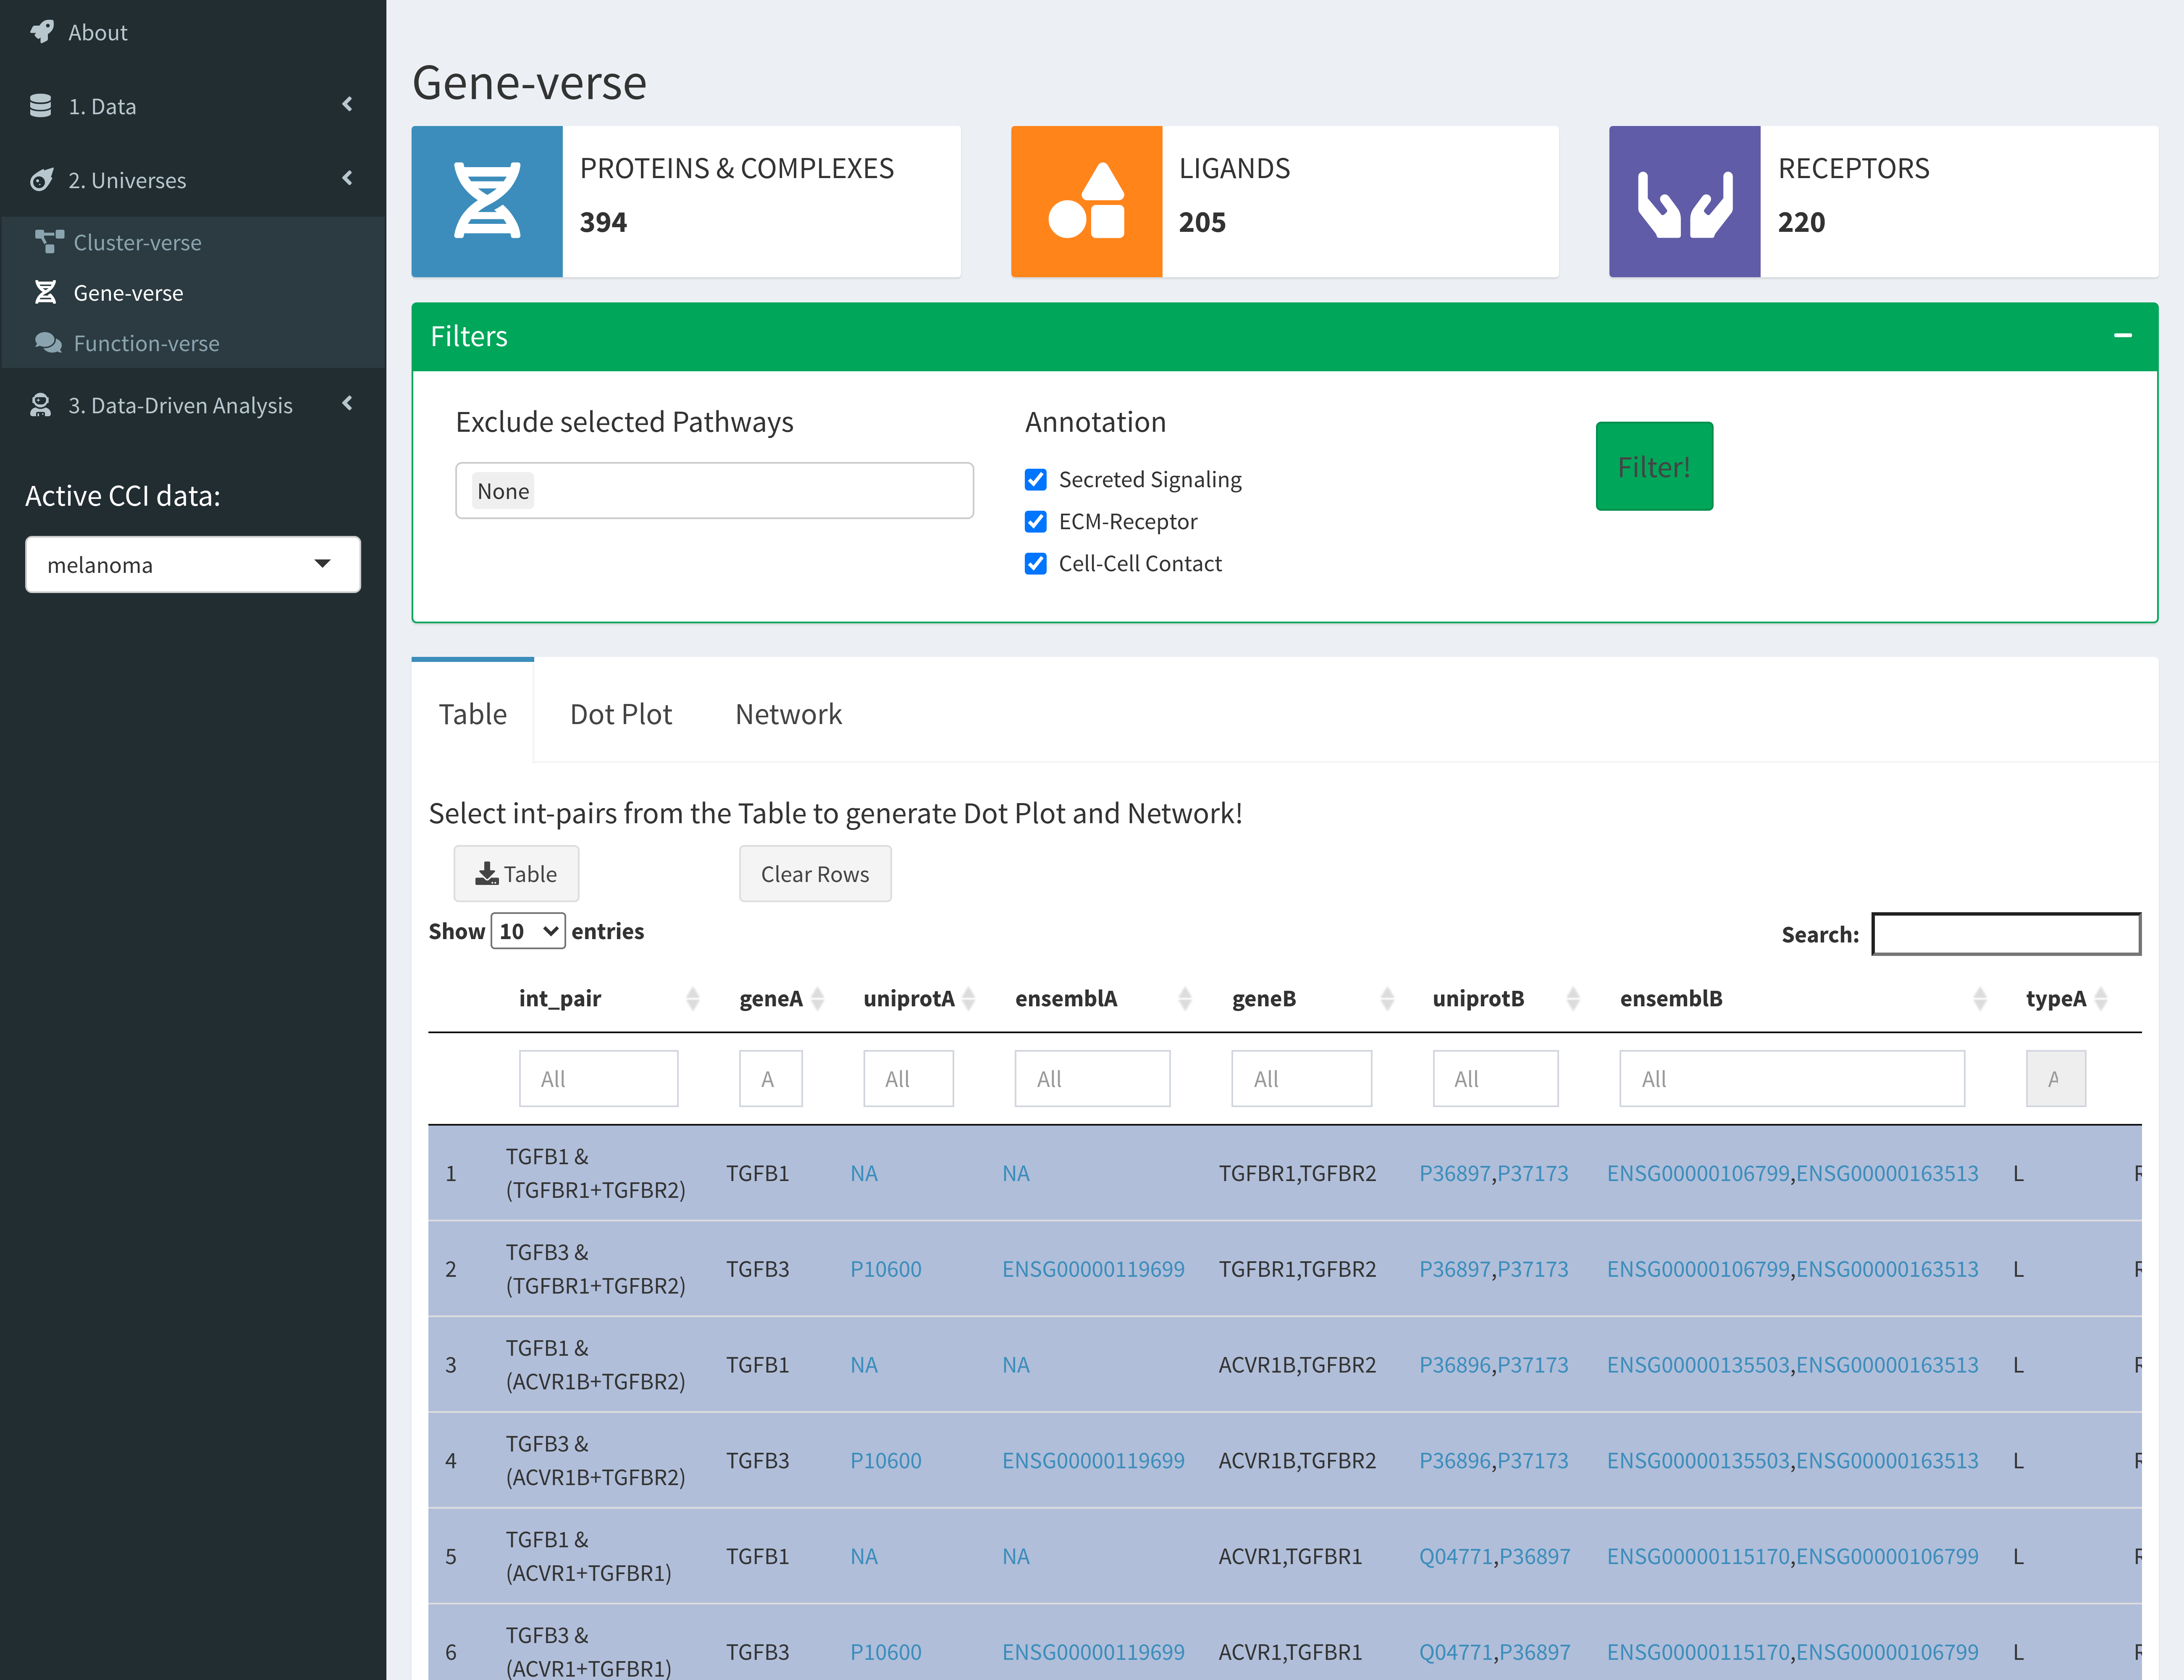 About
1. Data
2. Universes
Cluster-verse
Gene-verse
Function-verse
3. Data-Driven Analysis
Active CCI data:
melanoma
Gene-verse
PROTEINS & COMPLEXES
394
LIGANDS
205
RECEPTORS
220
Filters
Exclude selected Pathways
None
Annotation
Secreted Signaling
ECM-Receptor
Cell-Cell Contact
Filter!
Table Dot Plot Network
Select int-pairs from the Table to generate Dot Plot and Network!
Table Clear Rows
Show 10 entries Search:
int_pair geneA uniprotA ensemblA geneB uniprotB ensemblB typeA
All A All All All All All A
1 TGFB1 & (TGFBR1+TGFBR2) TGFB1 NA NA TGFBR1,TGFBR2 P36897,P37173 ENSG00000106799,ENSG00000163513 L
2 TGFB3 & (TGFBR1+TGFBR2) TGFB3 P10600 ENSG00000119699 TGFBR1,TGFBR2 P36897,P37173 ENSG00000106799,ENSG00000163513 L
3 TGFB1 & (ACVR1B+TGFBR2) TGFB1 NA NA ACVR1B,TGFBR2 P36896,P37173 ENSG00000135503,ENSG00000163513 L
4 TGFB3 & (ACVR1B+TGFBR2) TGFB3 P10600 ENSG00000119699 ACVR1B,TGFBR2 P36896,P37173 ENSG00000135503,ENSG00000163513 L
5 TGFB1 & (ACVR1+TGFBR1) TGFB1 NA NA ACVR1,TGFBR1 Q04771,P36897 ENSG00000115170,ENSG00000106799 L
6 TGFB3 & (ACVR1+TGFBR1) TGFB3 P10600 ENSG00000119699 ACVR1,TGFBR1 Q04771,P36897 ENSG00000115170,ENSG00000106799 L